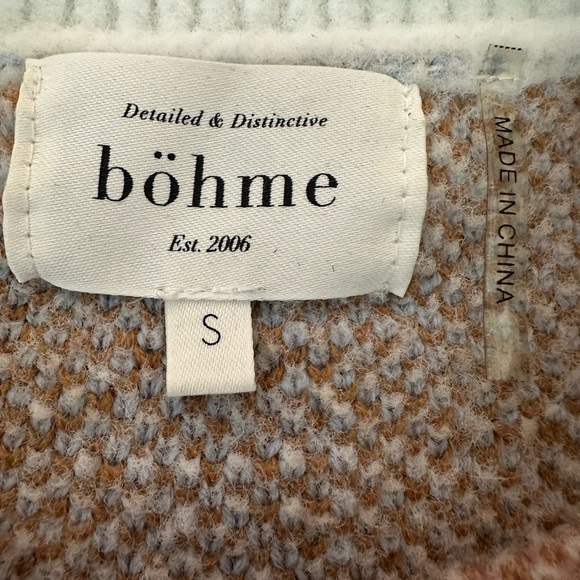 Detailed & Distinctive
böhme
Est. 2006
S
MADE IN CHINA